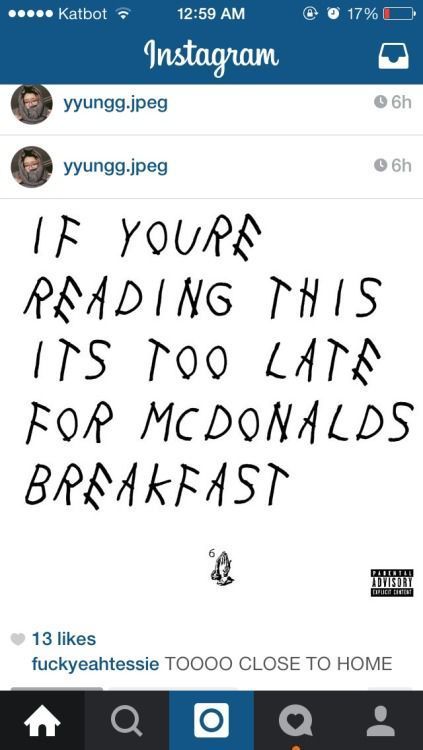 Katbot 12:59 AM 17%
Instagram
yyungg.jpeg 6h
yyungg.jpeg 6h
IF YOURE
READING THIS
ITS TOO LATE
FOR MCDONALDS
BREAKFAST
6
PARENTAL
ADVISORY
EXPLICIT CONTENT
13 likes
fuckyeahtessie TOOOO CLOSE TO HOME